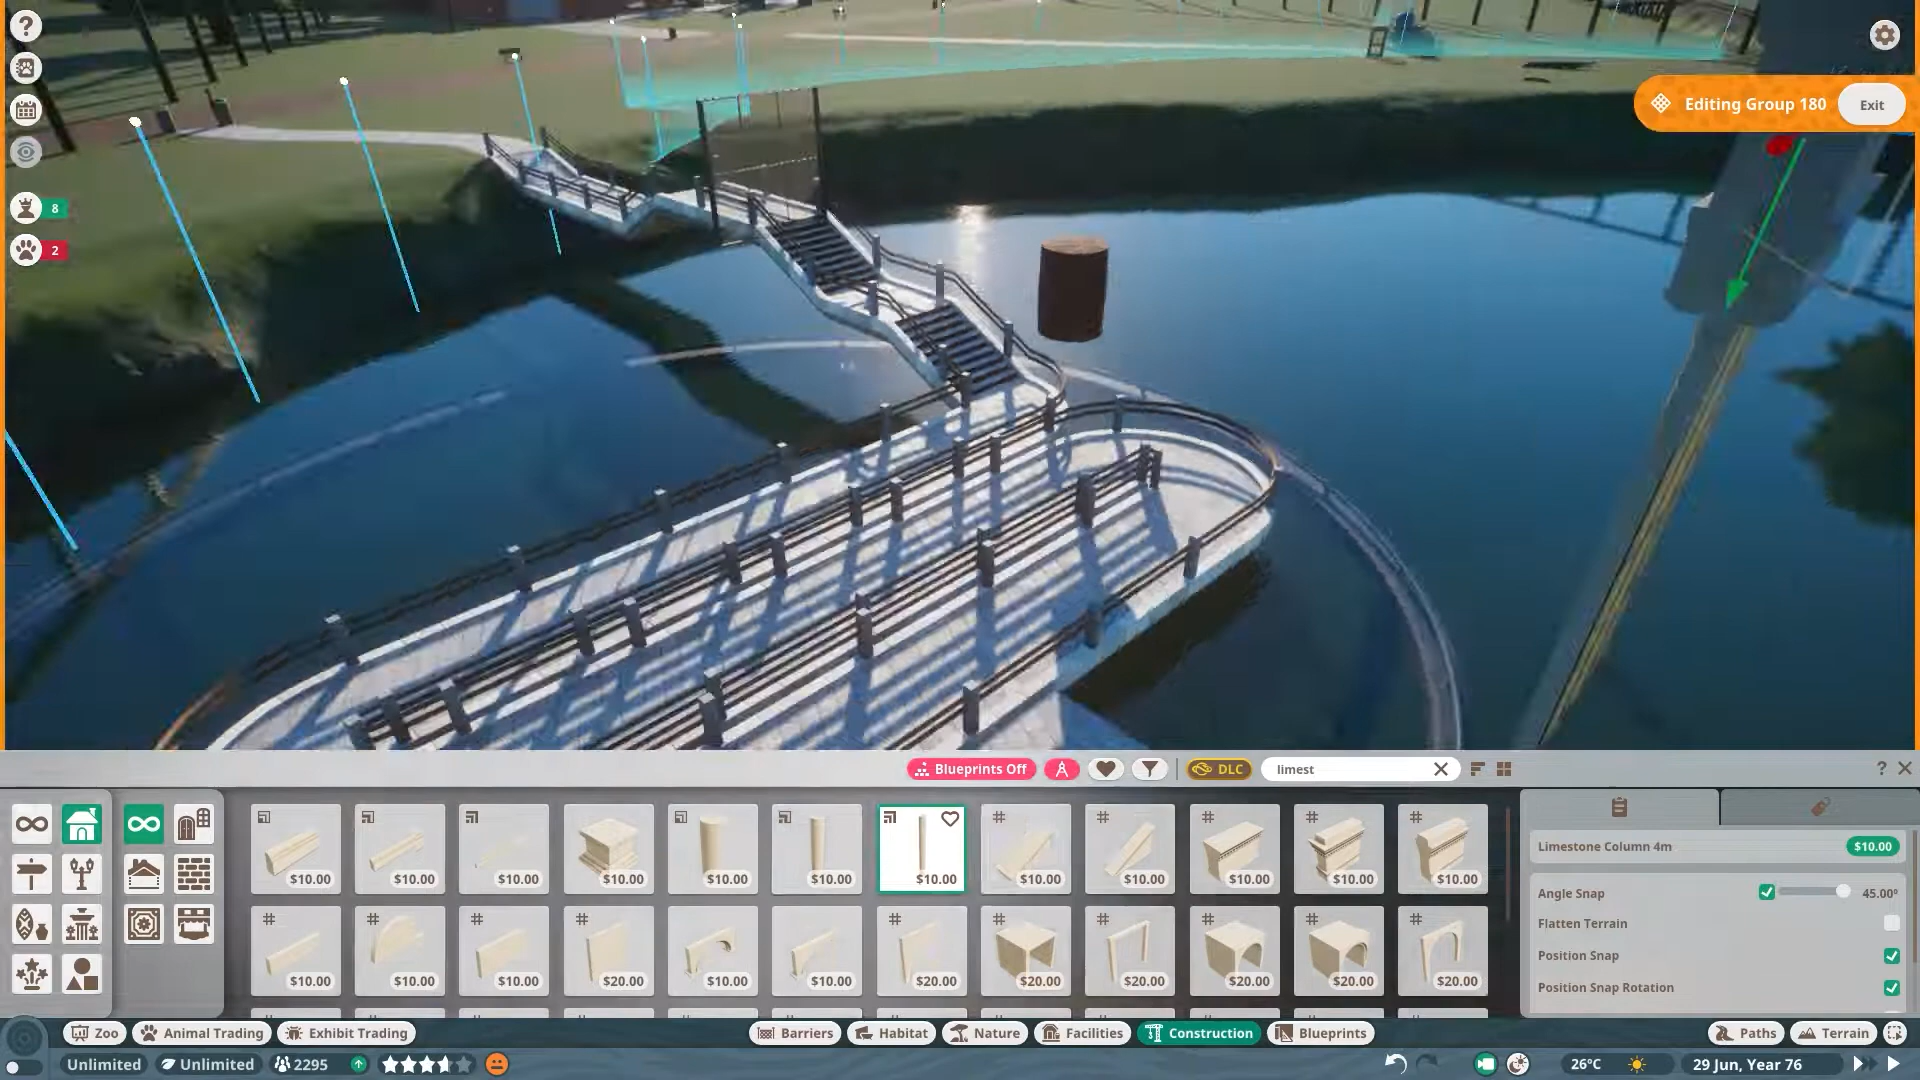 ?
Editing Group 180
Exit
8
2
Blueprints Off
DLC
limest
?
$10.00 $10.00 $10.00 $10.00 $10.00 $10.00 $10.00 $10.00 $10.00 $10.00 $10.00 $10.00
$10.00 $10.00 $10.00 $20.00 $10.00 $10.00 $20.00 $20.00 $10.00 $20.00 $20.00 $20.00
Limestone Column 4m
$10.00
Angle Snap
45.00°
Flatten Terrain
Position Snap
Position Snap Rotation
Zoo
Animal Trading
Exhibit Trading
Barriers
Habitat
Nature
Facilities
Construction
Blueprints
Paths
Terrain
Unlimited
Unlimited
2295
26°C
29 Jun, Year 76